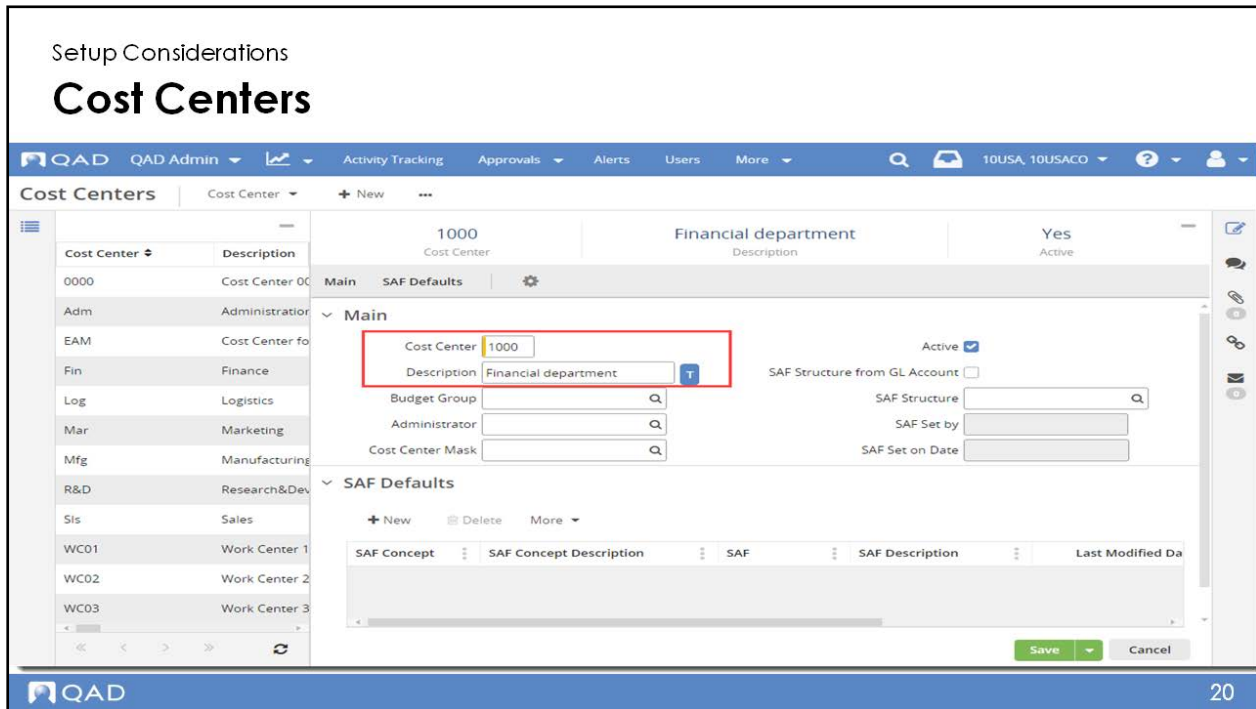 Setup Considerations
Cost Centers
QAD QAD Admin Activity Tracking Approvals Alerts Users More 10USA, 10USACO ?
Cost Centers Cost Center + New ...
1000 Financial department Yes
Cost Center Description Active
Cost Center Description
Main SAF Defaults
0000 Cost Center 00
Adm Administration
EAM Cost Center fo
Fin Finance
Log Logistics
Mar Marketing
Mfg Manufacturing
R&D Research&Dev
Sls Sales
WC01 Work Center 1
WC02 Work Center 2
WC03 Work Center 3
Main
Cost Center 1000 Active
Description Financial department T SAF Structure from GL Account
Budget Group SAF Structure
Administrator SAF Set by
Cost Center Mask SAF Set on Date
SAF Defaults
+ New Delete More
SAF Concept SAF Concept Description SAF SAF Description Last Modified Da
0
0
Save Cancel
QAD 20